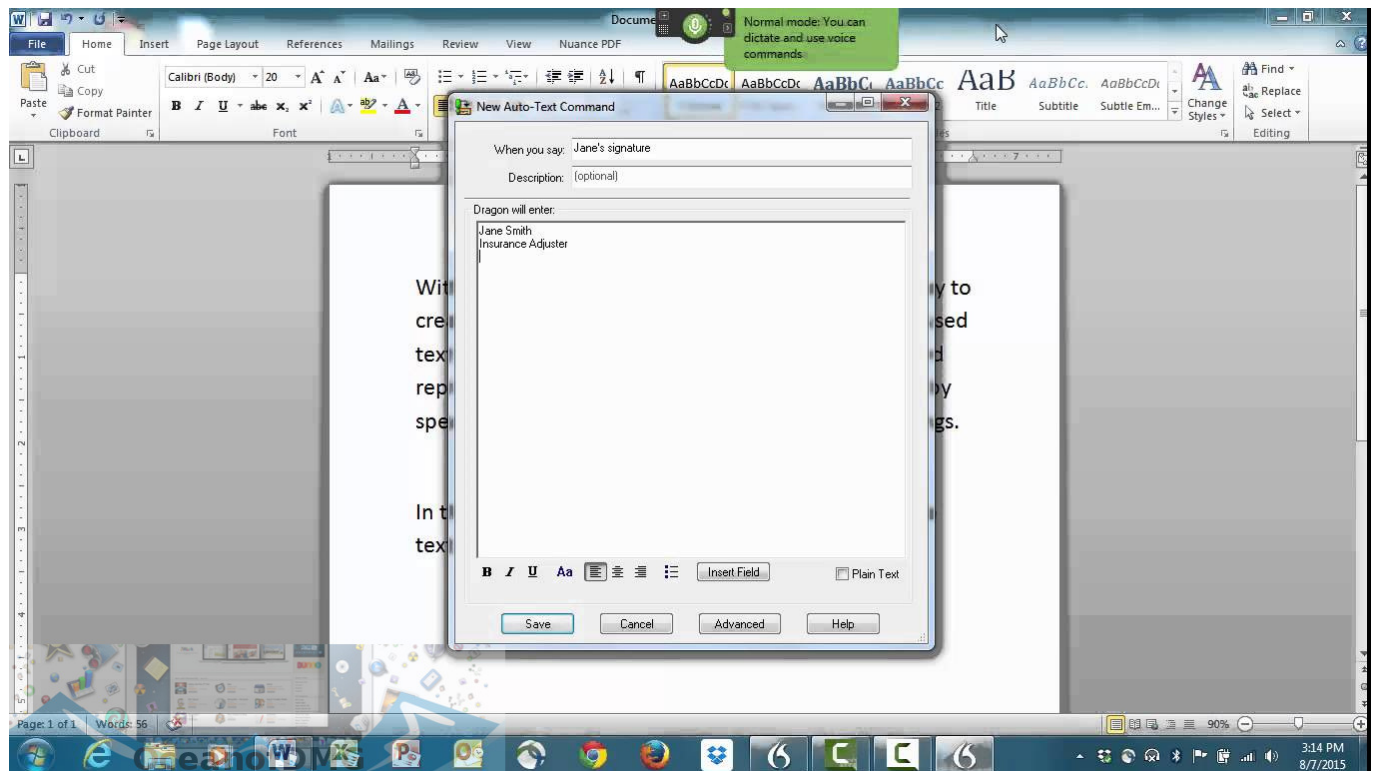 Docume
Normal mode: You can
dictate and use voice
commands
File Home Insert Page Layout References Mailings Review View Nuance PDF
Cut
Copy
Paste
Format Painter
Clipboard
Calibri (Body) 20
Font
AaBbCcDc AaBbCcDc AaBbC AaBbCc AaB AaBbCc. AaBbCcDc
Title Subtitle Subtle Em...
Change
Styles
Find
Replace
Select
Editing
New Auto-Text Command
When you say: Jane's signature
Description: (optional)
Dragon will enter:
Jane Smith
Insurance Adjuster
Wit y to
cre sed
tex d
rep by
spe gs.
In t
tex
B I U Aa Insert Field Plain Text
Save Cancel Advanced Help
Page: 1 of 1 Words: 56 90%
3:14 PM
8/7/2015